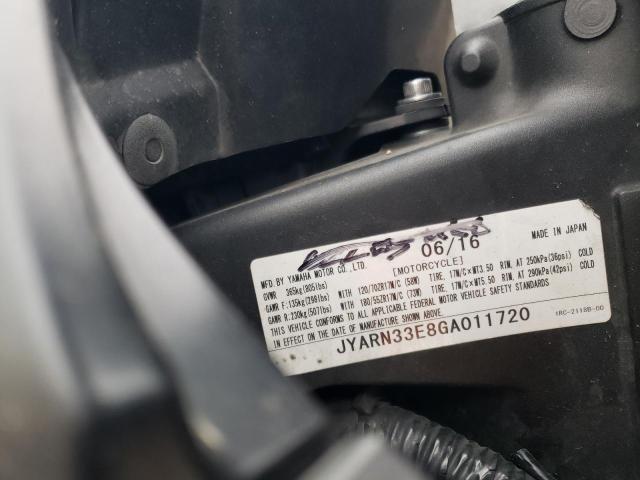 06/16 MADE IN JAPAN
MFD. BY YAMAHA MOTOR CO.,LTD. [MOTORCYCLE]
GVWR 365kg(805lbs)
GAWR F:135kg(298lbs) WITH 120/70ZR17M/C (58W) TIRE, 17M/C×MT3.50 RIM, AT 250kPa(36psi) COLD
GAWR R:230kg(507lbs) WITH 180/55ZR17M/C (73W) TIRE, 17M/C×MT5.50 RIM, AT 290kPa(42psi) COLD
THIS VEHICLE CONFORMS TO ALL APPLICABLE FEDERAL MOTOR VEHICLE SAFETY STANDARDS
IN EFFECT ON THE DATE OF MANUFACTURE SHOWN ABOVE.
JYARN33E8GA011720 1RC-2118B-00